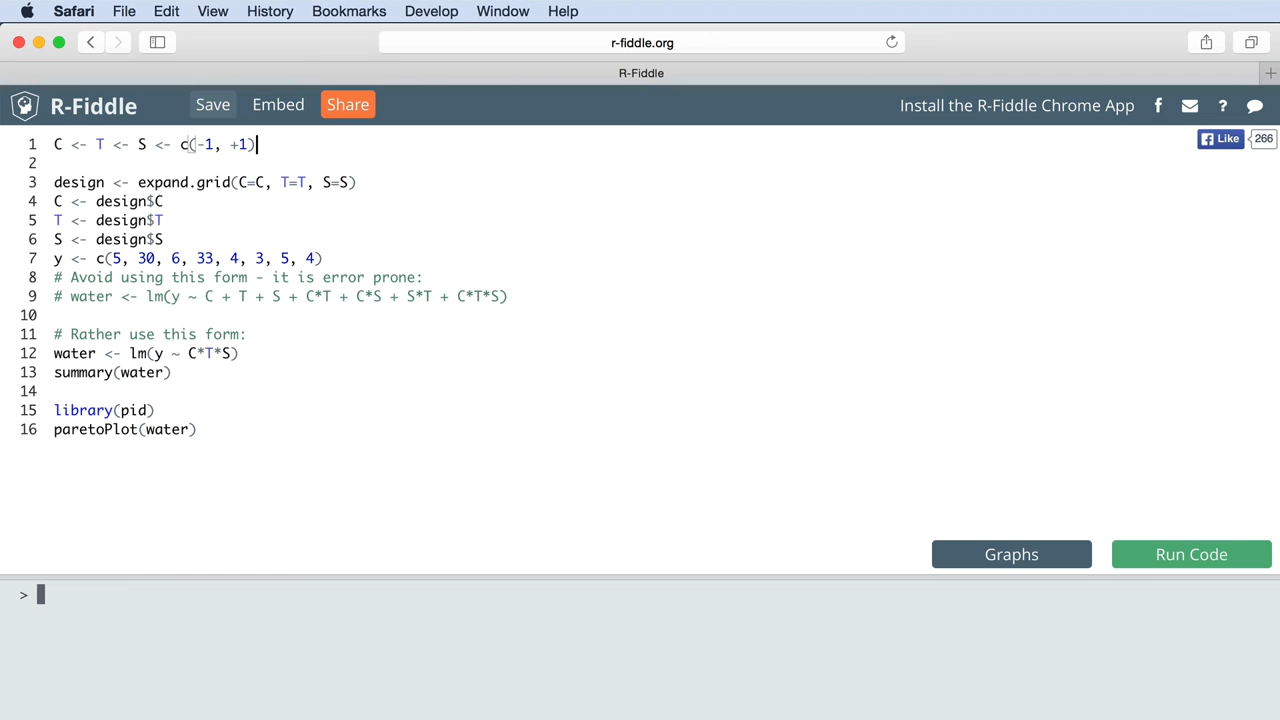 Safari File Edit View History Bookmarks Develop Window Help
r-fiddle.org
R-Fiddle
R-Fiddle Save Embed Share Install the R-Fiddle Chrome App f ?
Like 266
1 C <- T <- S <- c(-1, +1)
2
3 design <- expand.grid(C=C, T=T, S=S)
4 C <- design$C
5 T <- design$T
6 S <- design$S
7 y <- c(5, 30, 6, 33, 4, 3, 5, 4)
8 # Avoid using this form - it is error prone:
9 # water <- lm(y ~ C + T + S + C*T + C*S + S*T + C*T*S)
10
11 # Rather use this form:
12 water <- lm(y ~ C*T*S)
13 summary(water)
14
15 library(pid)
16 paretoPlot(water)
Graphs Run Code
>